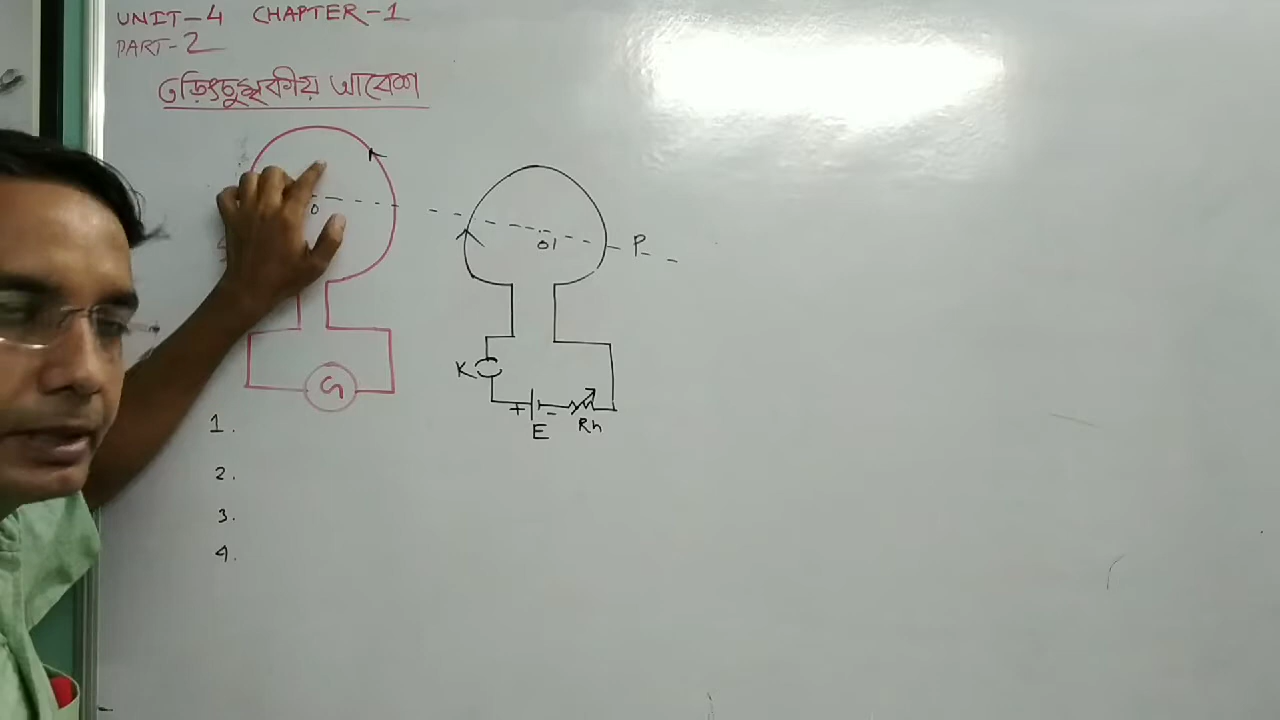 UNIT-4 CHAPTER-1
PART-2
তড়িৎচুম্বকীয় আবেশ
O
O1
P
K
+
-
E
Rh
G
1.
2.
3.
4.